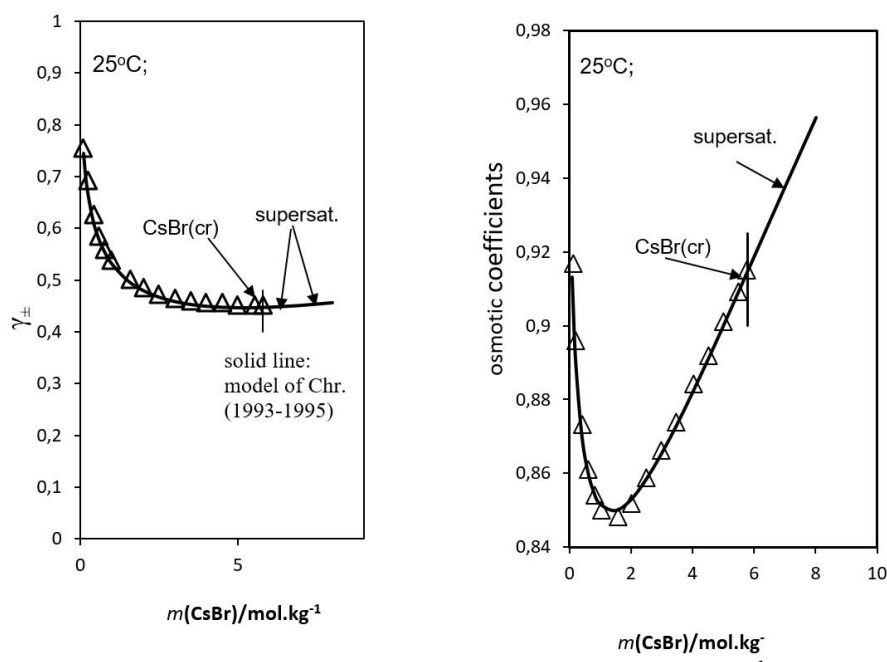 1
0,9
0,8
0,7
0,6
0,5
0,4
0,3
0,2
0,1
0
25°C;
CsBr(cr)
supersat.
solid line:
model of Chr.
(1993-1995)
γ±
0 5
m(CsBr)/mol.kg-1
0,98
0,96
0,94
0,92
0,9
0,88
0,86
0,84
25°C;
supersat.
CsBr(cr)
osmotic coefficients
0 2 4 6 8 10
m(CsBr)/mol.kg-